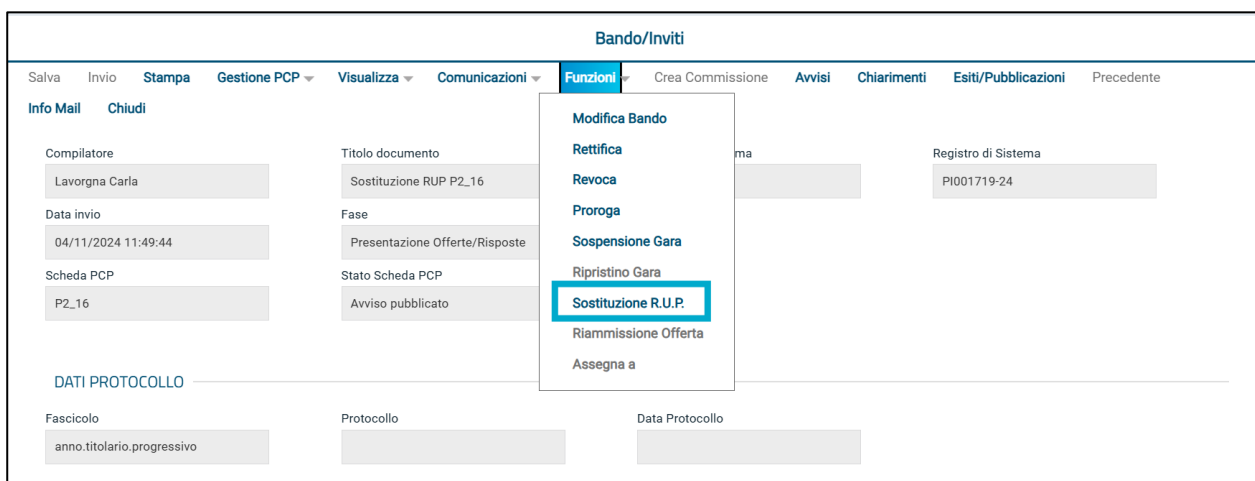 Bando/Inviti
Salva Invio Stampa Gestione PCP Visualizza Comunicazioni Funzioni Crea Commissione Avvisi Chiarimenti Esiti/Pubblicazioni Precedente
Info Mail Chiudi
Modifica Bando
Rettifica
Revoca
Proroga
Sospensione Gara
Ripristino Gara
Sostituzione R.U.P.
Riammissione Offerta
Assegna a
Compilatore Titolo documento ma Registro di Sistema
Lavorgna Carla Sostituzione RUP P2_16 PI001719-24
Data invio Fase
04/11/2024 11:49:44 Presentazione Offerte/Risposte
Scheda PCP Stato Scheda PCP
P2_16 Avviso pubblicato
DATI PROTOCOLLO
Fascicolo Protocollo Data Protocollo
anno.titolario.progressivo